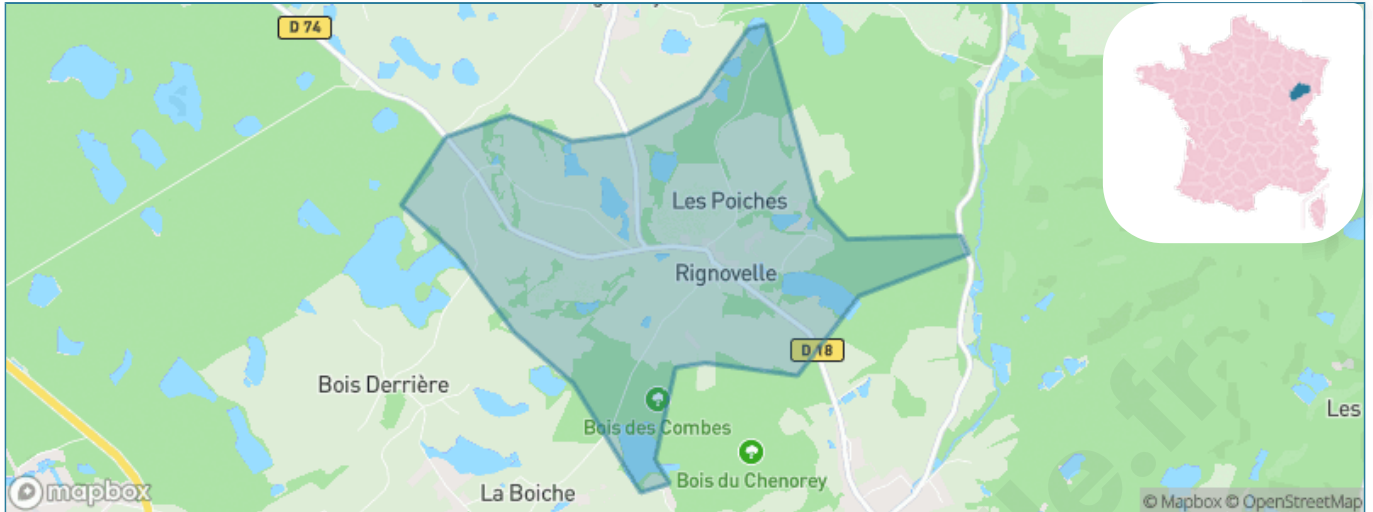 D 74
Les Poiches
Rignovelle
D 18
Bois Derrière
Les
Bois des Combes
Bois du Chenorey
La Boiche
mapbox
© Mapbox © OpenStreetMap